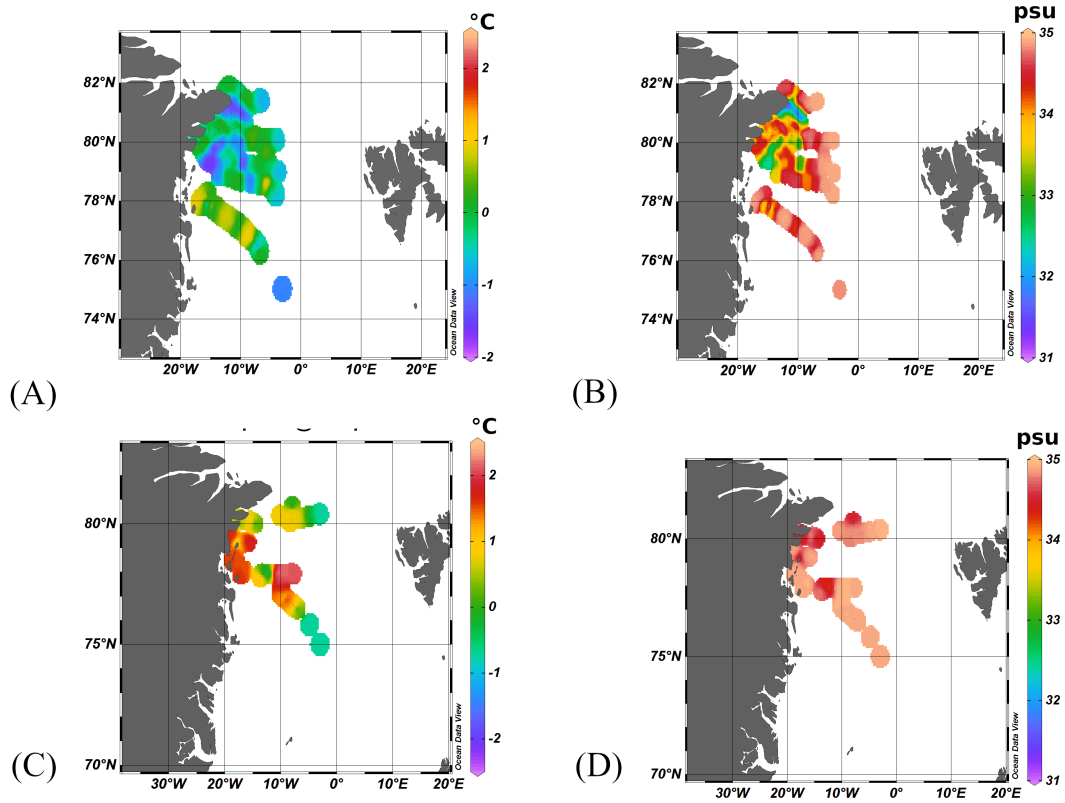 °C
psu
82°N
80°N
78°N
76°N
74°N
20°W
10°W
0°
10°E
20°E
2
1
0
-1
-2
Ocean Data View
(A)
82°N
80°N
78°N
76°N
74°N
20°W
10°W
0°
10°E
20°E
35
34
33
32
31
Ocean Data View
(B)
°C
psu
80°N
75°N
70°N
30°W
20°W
10°W
0°
10°E
20°E
2
1
0
-1
-2
Ocean Data View
(C)
80°N
75°N
70°N
30°W
20°W
10°W
0°
10°E
20°E
35
34
33
32
31
Ocean Data View
(D)